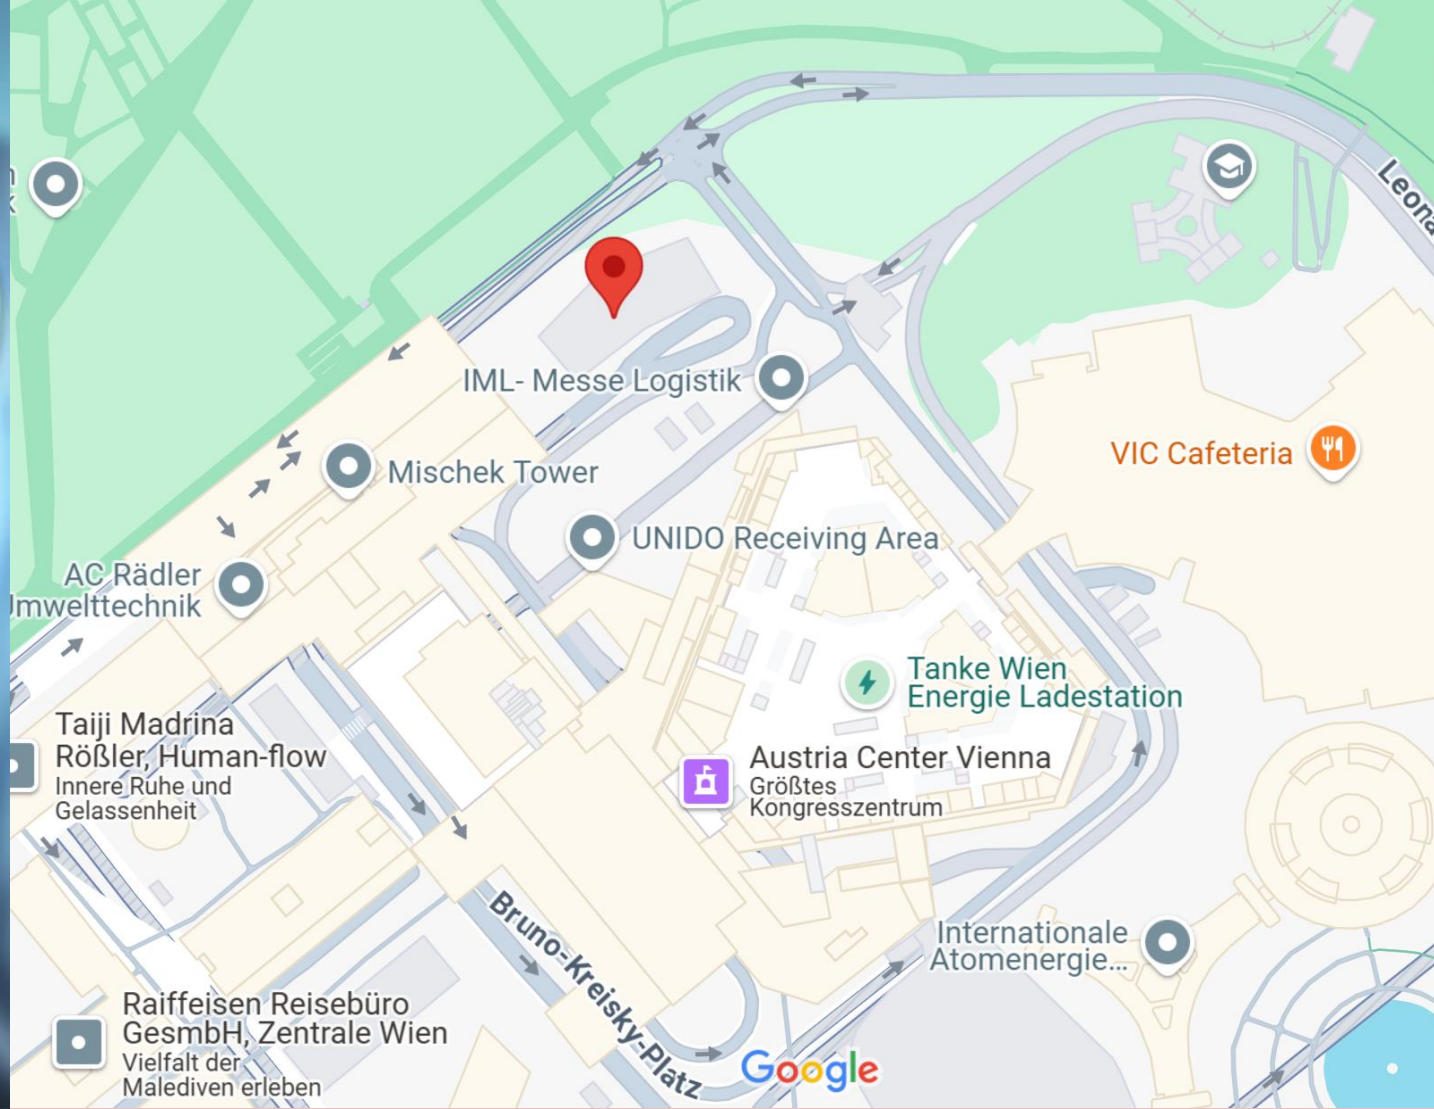 Leona
IML- Messe Logistik
VIC Cafeteria
Mischek Tower
UNIDO Receiving Area
AC Rädler
Umwelttechnik
Tanke Wien
Energie Ladestation
Taiji Madrina
Rößler, Human-flow
Innere Ruhe und
Gelassenheit
Austria Center Vienna
Größtes
Kongresszentrum
Bruno-Kreisky-Platz
Internationale
Atomenergie...
Raiffeisen Reisebüro
GesmbH, Zentrale Wien
Vielfalt der
Malediven erleben
Google